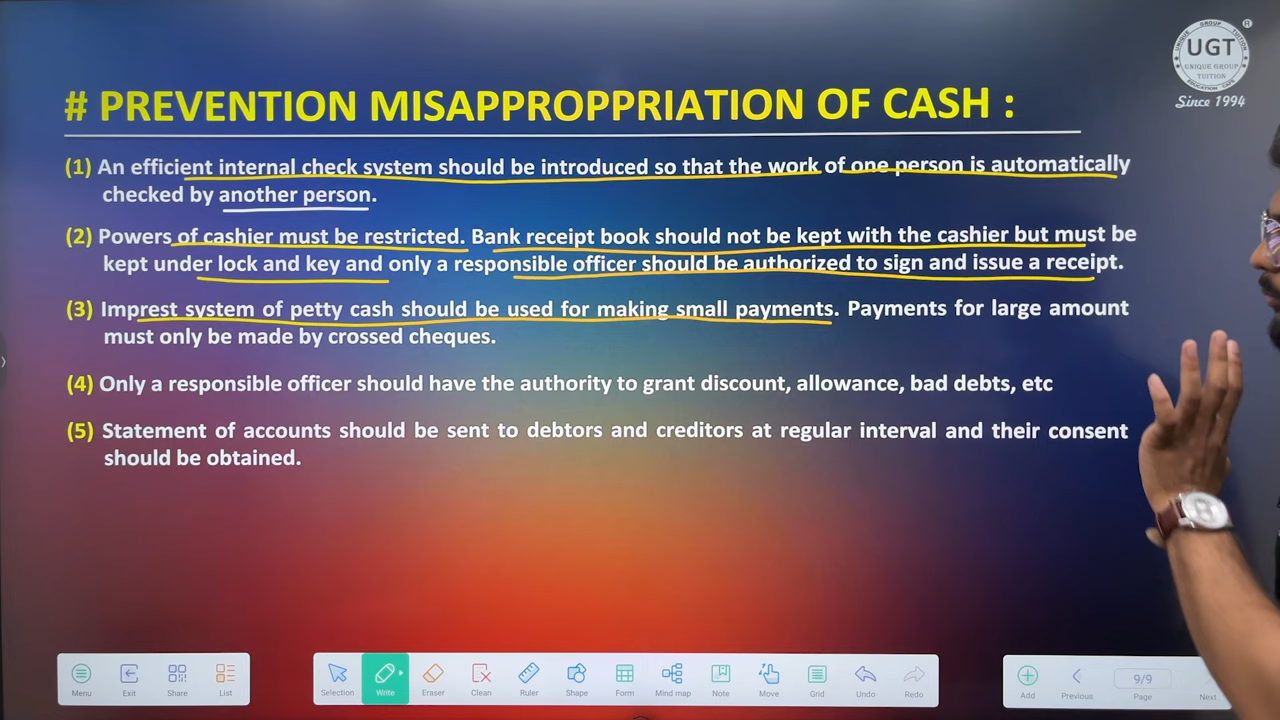 GROUP
UNIQUE TUITION
UGT
®
UNIQUE GROUP
TUITION
EDUCATION CAFE
Since 1994
# PREVENTION MISAPPROPPRIATION OF CASH :
(1) An efficient internal check system should be introduced so that the work of one person is automatically
checked by another person.
(2) Powers of cashier must be restricted. Bank receipt book should not be kept with the cashier but must be
kept under lock and key and only a responsible officer should be authorized to sign and issue a receipt.
(3) Imprest system of petty cash should be used for making small payments. Payments for large amount
must only be made by crossed cheques.
(4) Only a responsible officer should have the authority to grant discount, allowance, bad debts, etc
(5) Statement of accounts should be sent to debtors and creditors at regular interval and their consent
should be obtained.
Menu Exit Share List Selection Write Eraser Clean Ruler Shape Form Mind map Note Move Grid Undo Redo Add Previous 9/9 Page Next